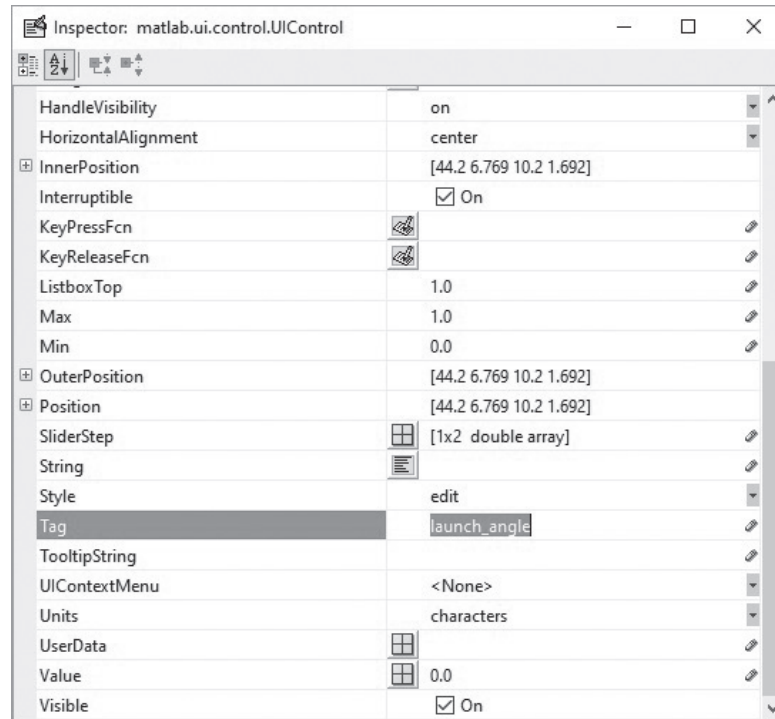 Inspector: matlab.ui.control.UIControl
HandleVisibility on
HorizontalAlignment center
InnerPosition [44.2 6.769 10.2 1.692]
Interruptible On
KeyPressFcn
KeyReleaseFcn
ListboxTop 1.0
Max 1.0
Min 0.0
OuterPosition [44.2 6.769 10.2 1.692]
Position [44.2 6.769 10.2 1.692]
SliderStep [1x2 double array]
String
Style edit
Tag launch_angle
TooltipString
UIContextMenu <None>
Units characters
UserData
Value 0.0
Visible On